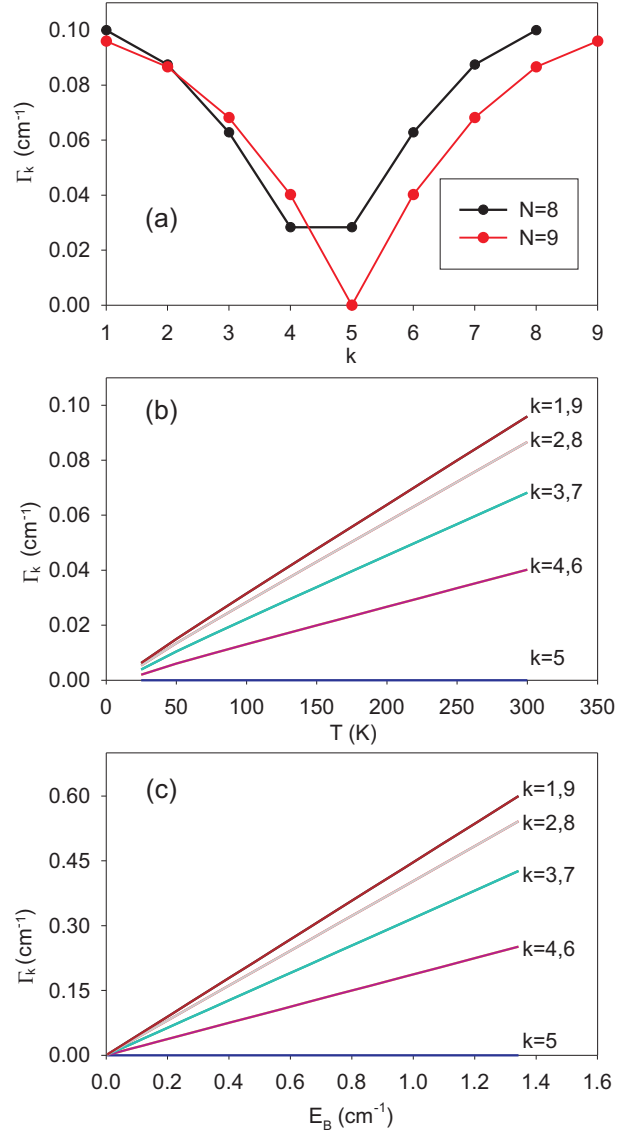 0.10
0.08
0.06
0.04
0.02
0.00
Γk (cm-1)
(a)
N=8
N=9
1 2 3 4 5 6 7 8 9
k
0.10
0.08
0.06
0.04
0.02
0.00
Γk (cm-1)
(b)
k=1,9
k=2,8
k=3,7
k=4,6
k=5
0 50 100 150 200 250 300 350
T (K)
0.60
0.45
0.30
0.15
0.00
Γk (cm-1)
(c)
k=1,9
k=2,8
k=3,7
k=4,6
k=5
0.0 0.2 0.4 0.6 0.8 1.0 1.2 1.4 1.6
EB (cm-1)